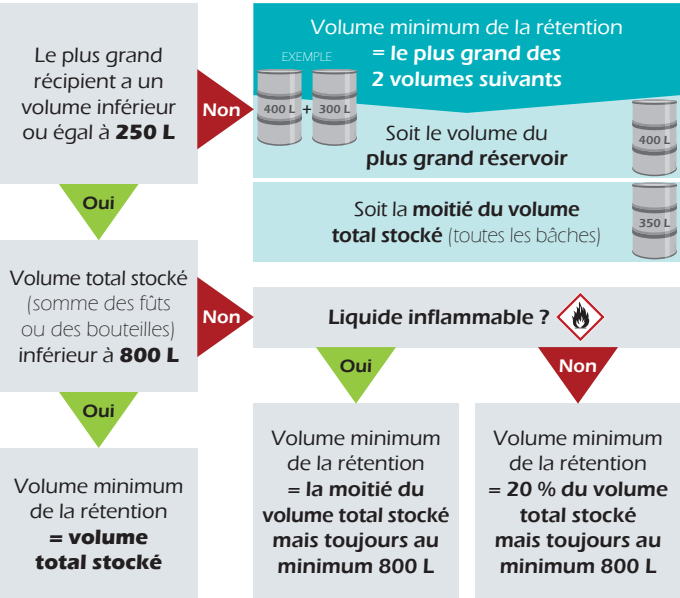 Le plus grand
récipient a un
volume inférieur
ou égal à 250 L
Non
Volume minimum de la rétention
= le plus grand des
2 volumes suivants
EXEMPLE
400 L + 300 L
Soit le volume du
plus grand réservoir
400 L
Soit la moitié du volume
total stocké (toutes les bâches)
350 L
Oui
Volume total stocké
(somme des fûts
ou des bouteilles)
inférieur à 800 L
Non
Liquide inflammable ?
Oui
Volume minimum
de la rétention
= volume
total stocké
Oui
Volume minimum
de la rétention
= la moitié du
volume total stocké
mais toujours au
minimum 800 L
Non
Volume minimum
de la rétention
= 20 % du volume
total stocké
mais toujours au
minimum 800 L